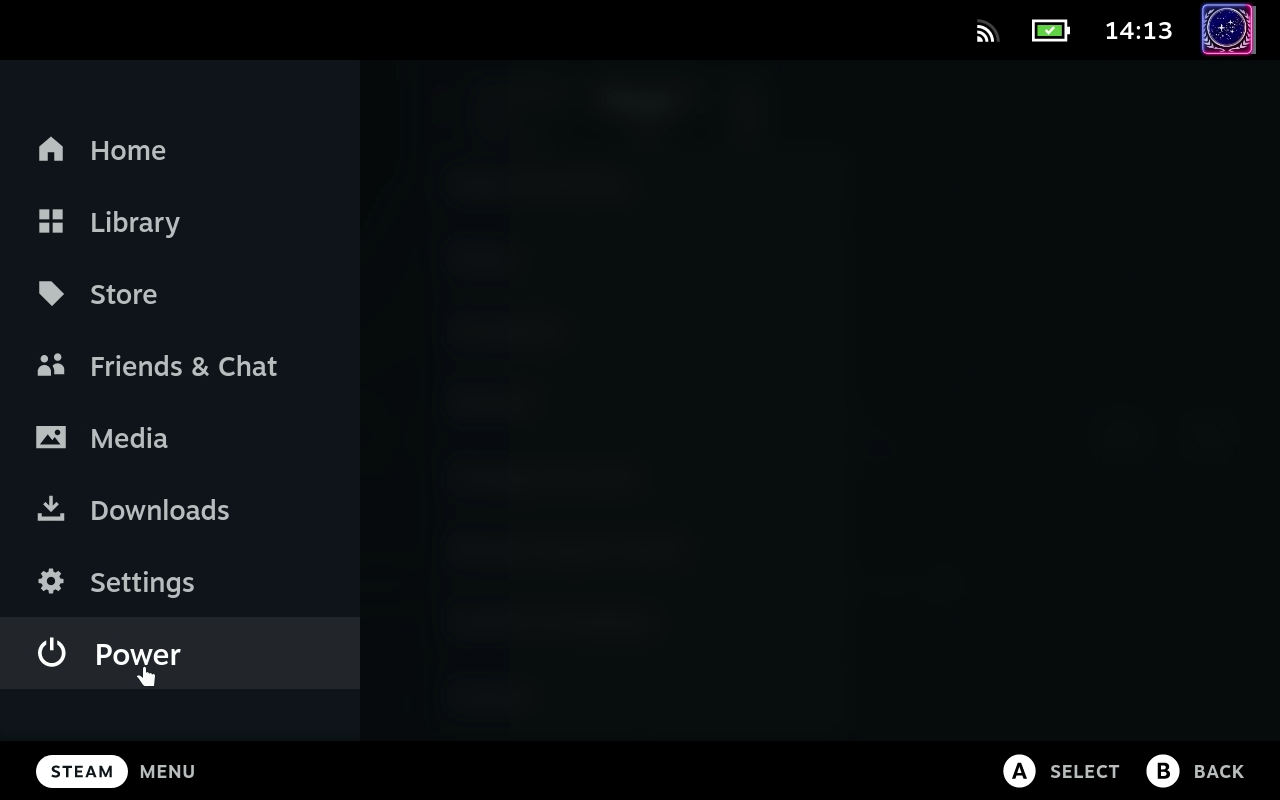 14:13
Home
Library
Store
Friends & Chat
Media
Downloads
Settings
Power
STEAM MENU
A SELECT B BACK